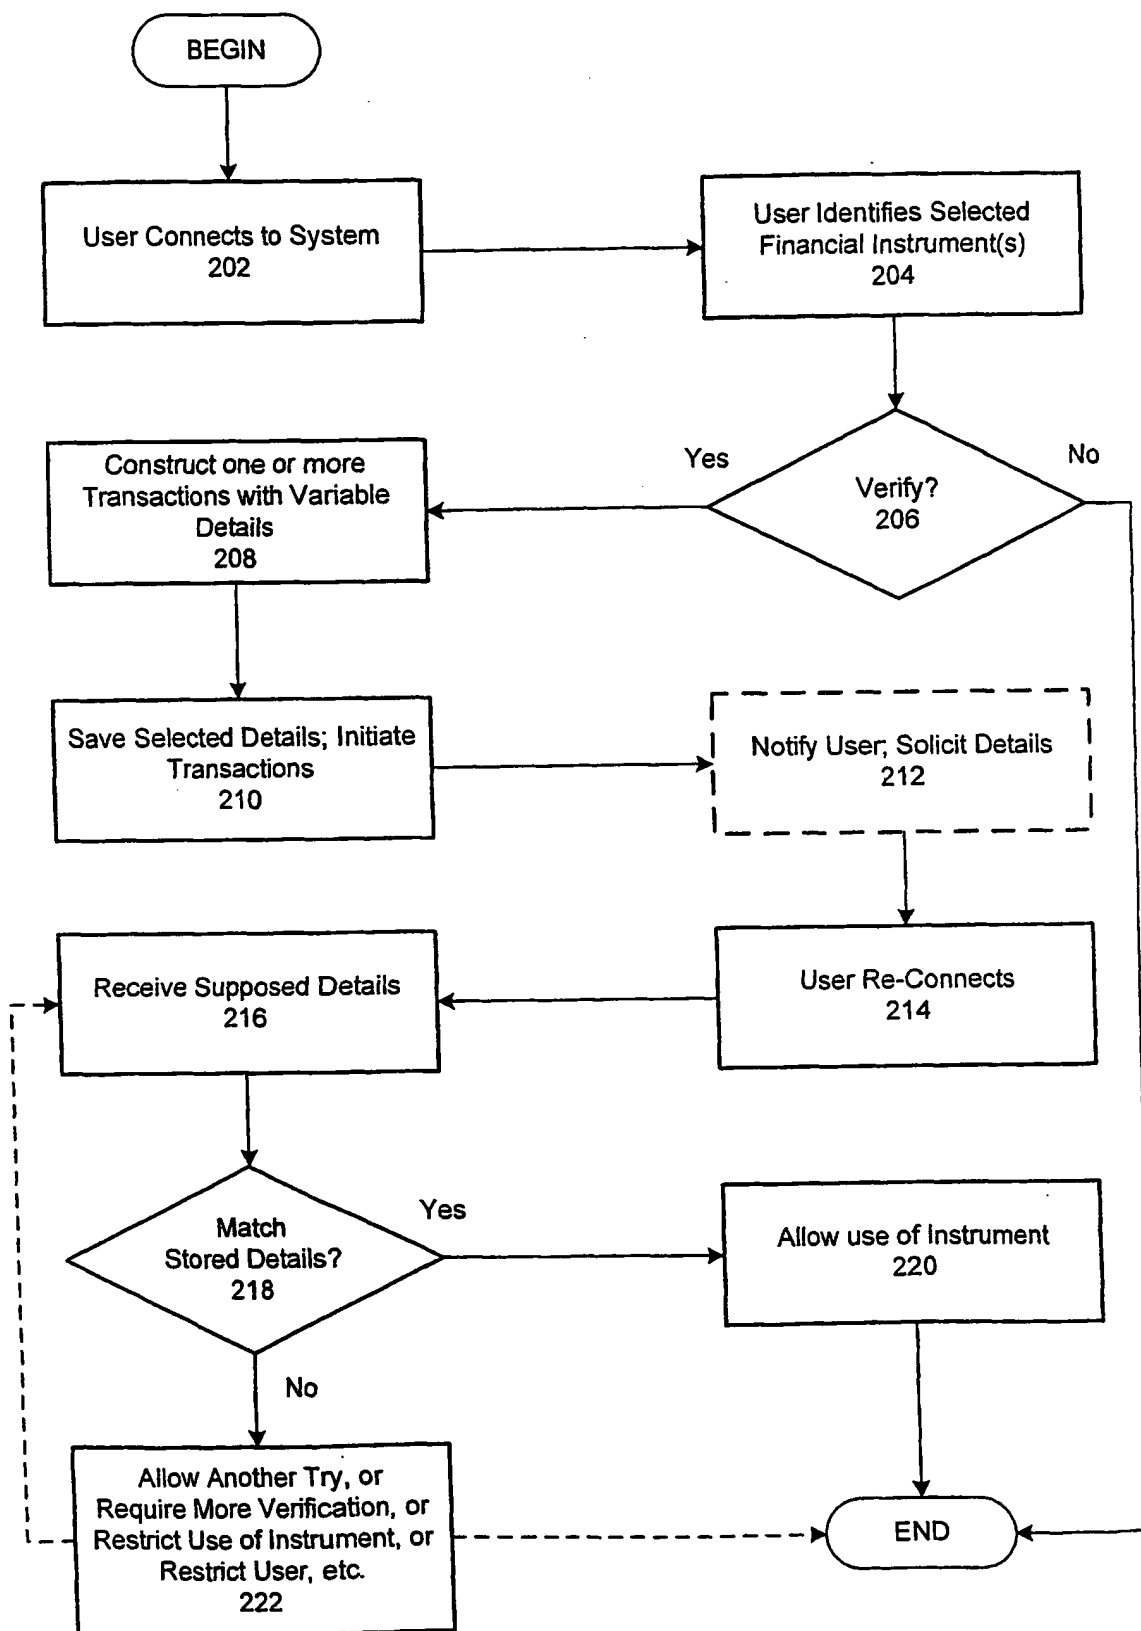 BEGIN
User Connects to System
202
User Identifies Selected
Financial Instrument(s)
204
Verify?
206
Yes
No
Construct one or more
Transactions with Variable
Details
208
Save Selected Details; Initiate
Transactions
210
Notify User; Solicit Details
212
User Re-Connects
214
Receive Supposed Details
216
Match
Stored Details?
218
Yes
No
Allow use of Instrument
220
Allow Another Try, or
Require More Verification, or
Restrict Use of Instrument, or
Restrict User, etc.
222
END